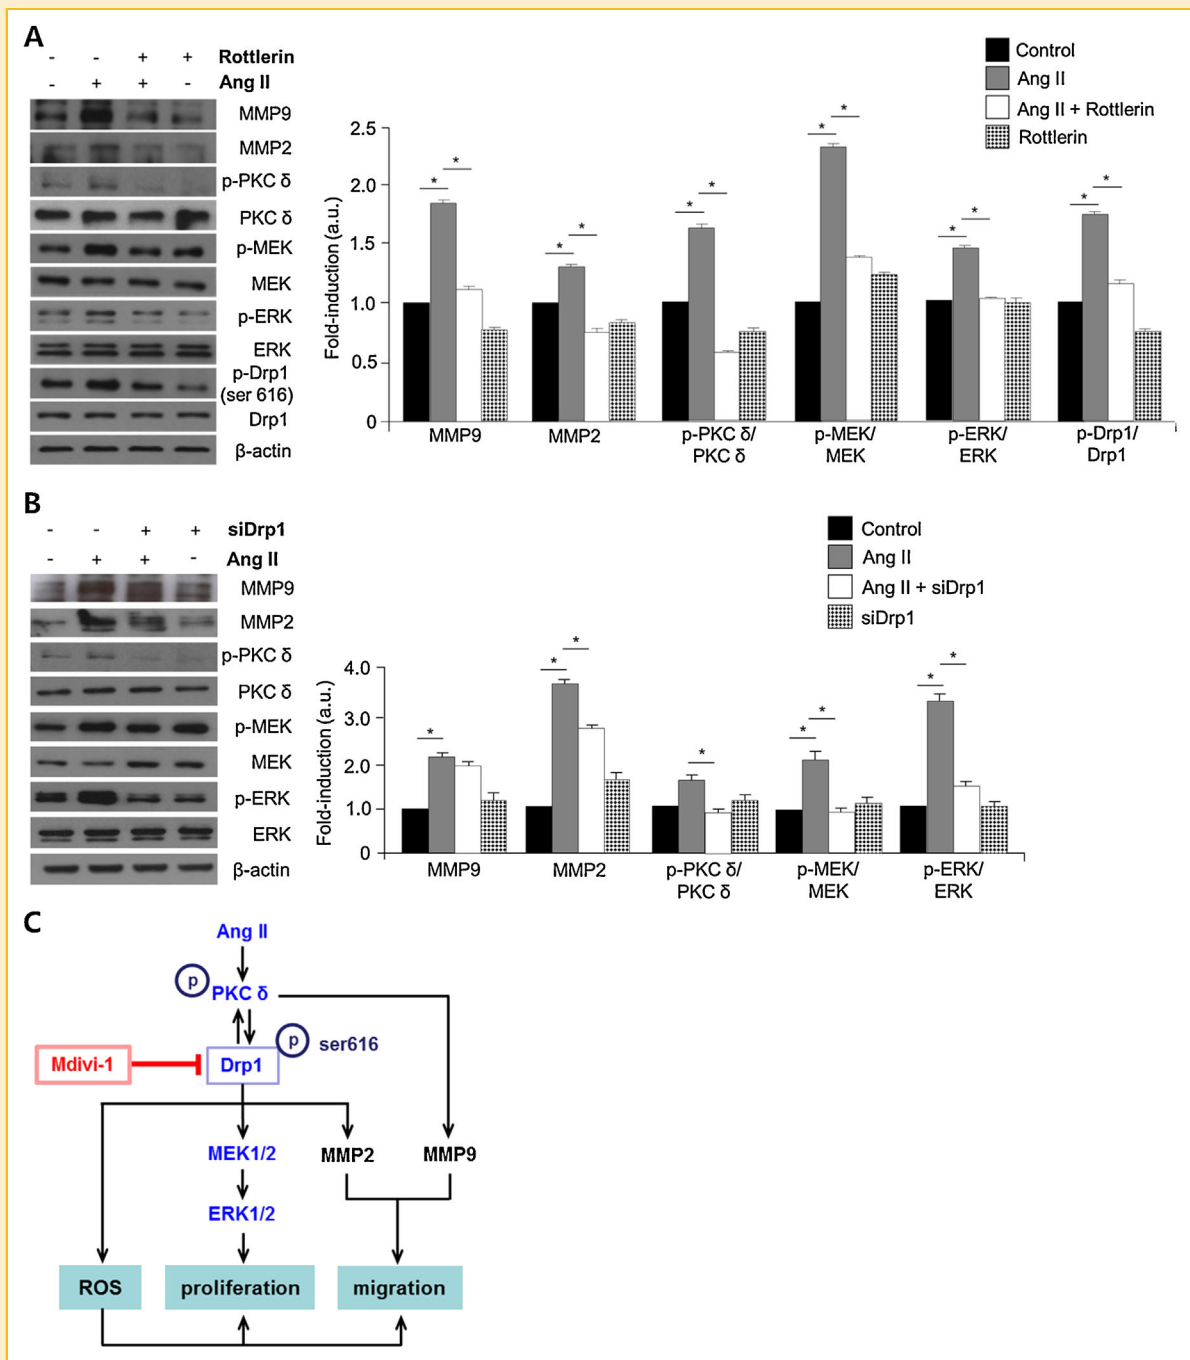 A
- - + + Rottlerin
- + + - Ang II
MMP9
MMP2
p-PKC δ
PKC δ
p-MEK
MEK
p-ERK
ERK
p-Drp1
(ser 616)
Drp1
β-actin
Control
Ang II
Ang II + Rottlerin
Rottlerin
Fold-induction (a.u.)
2.5
2.0
1.5
1.0
0.5
0
* * * * * * * * * * * *
MMP9 MMP2 p-PKC δ/ p-MEK/ p-ERK/ p-Drp1/
PKC δ MEK ERK Drp1
B
- - + + siDrp1
- + + - Ang II
MMP9
MMP2
p-PKC δ
PKC δ
p-MEK
MEK
p-ERK
ERK
β-actin
Control
Ang II
Ang II + siDrp1
siDrp1
Fold-induction (a.u.)
4.0
3.0
2.0
1.0
0
* * * * * * * *
MMP9 MMP2 p-PKC δ/ p-MEK/ p-ERK/
PKC δ MEK ERK
C
Ang II
p
PKC δ
p
ser616
Mdivi-1
Drp1
MEK1/2 MMP2 MMP9
ERK1/2
ROS proliferation migration